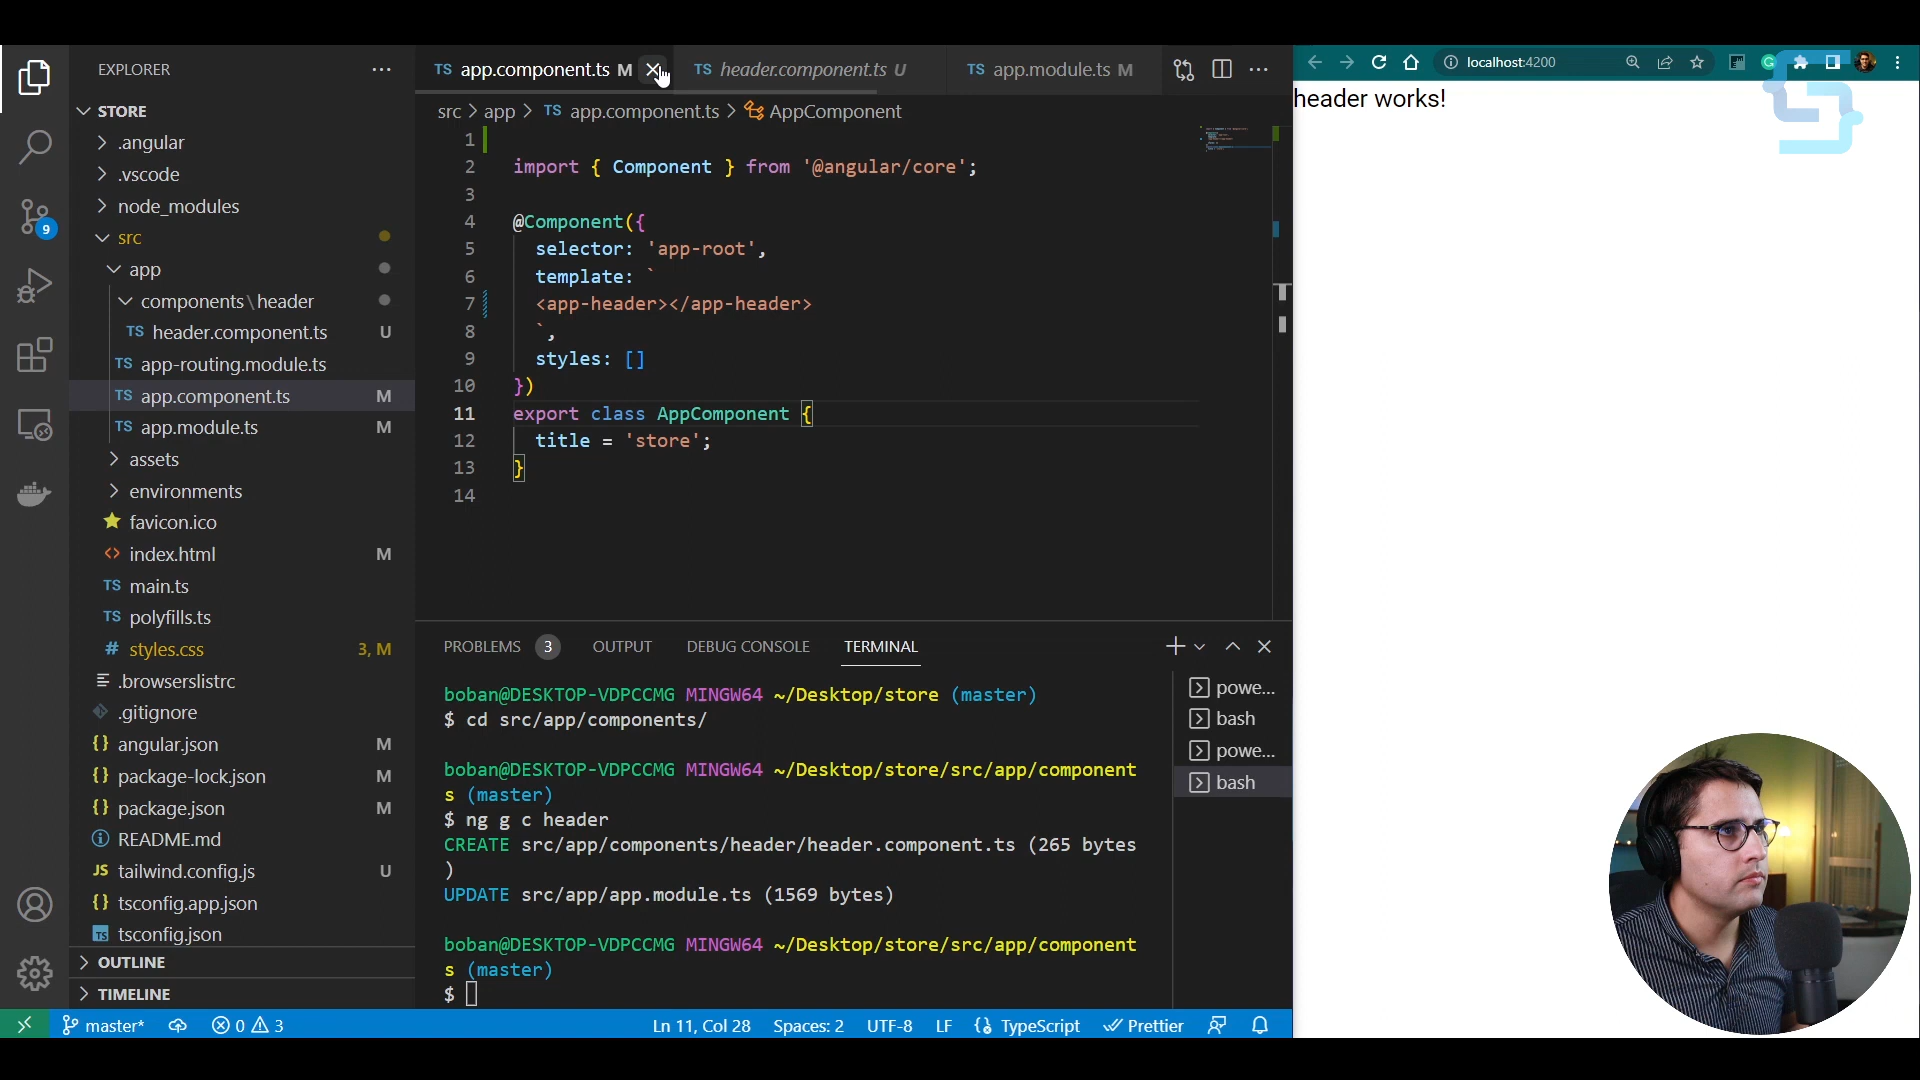 EXPLORER
STORE
.angular
.vscode
node_modules
src
app
components\header
TS header.component.ts U
TS app-routing.module.ts
TS app.component.ts M
TS app.module.ts M
assets
environments
favicon.ico
<> index.html M
TS main.ts
TS polyfills.ts
# styles.css 3, M
.browserslistrc
.gitignore
{} angular.json M
{} package-lock.json M
{} package.json M
README.md
JS tailwind.config.js U
{} tsconfig.app.json
TS tsconfig.json
OUTLINE
TIMELINE
9
TS app.component.ts M
TS header.component.ts U
TS app.module.ts M
src > app > TS app.component.ts > AppComponent
1
2 import { Component } from '@angular/core';
3
4 @Component({
5 selector: 'app-root',
6 template: `
7 <app-header></app-header>
8 `,
9 styles: []
10 })
11 export class AppComponent {
12 title = 'store';
13 }
14
PROBLEMS 3 OUTPUT DEBUG CONSOLE TERMINAL
boban@DESKTOP-VDPCCMG MINGW64 ~/Desktop/store (master)
$ cd src/app/components/
boban@DESKTOP-VDPCCMG MINGW64 ~/Desktop/store/src/app/component
s (master)
$ ng g c header
CREATE src/app/components/header/header.component.ts (265 bytes
)
UPDATE src/app/app.module.ts (1569 bytes)
boban@DESKTOP-VDPCCMG MINGW64 ~/Desktop/store/src/app/component
s (master)
$
powe...
bash
powe...
bash
master* 0 3
Ln 11, Col 28 Spaces: 2 UTF-8 LF {} TypeScript Prettier
localhost:4200
header works!